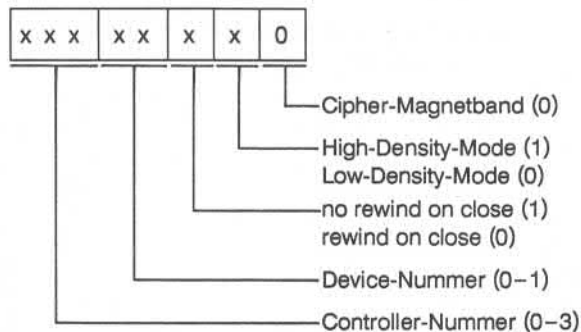 x x x x x x x 0
Cipher-Magnetband (0)
High-Density-Mode (1)
Low-Density-Mode (0)
no rewind on close (1)
rewind on close (0)
Device-Nummer (0–1)
Controller-Nummer (0–3)